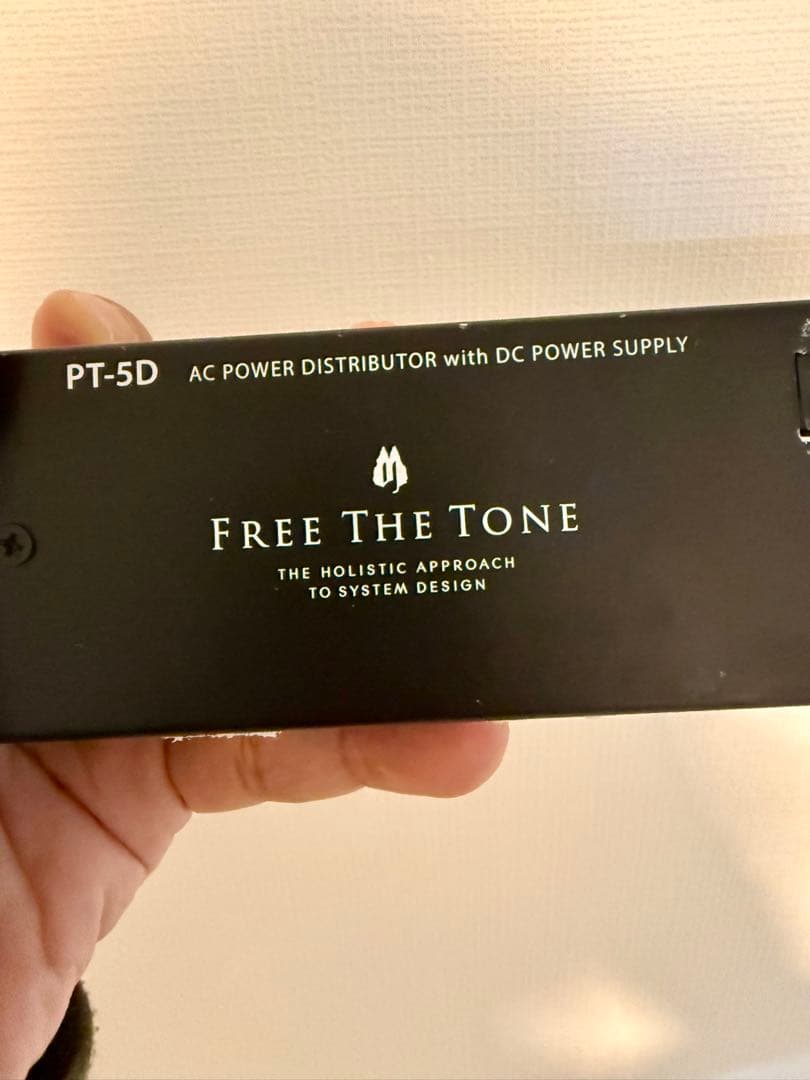 PT-5D AC POWER DISTRIBUTOR with DC POWER SUPPLY
FREE THE TONE
THE HOLISTIC APPROACH
TO SYSTEM DESIGN